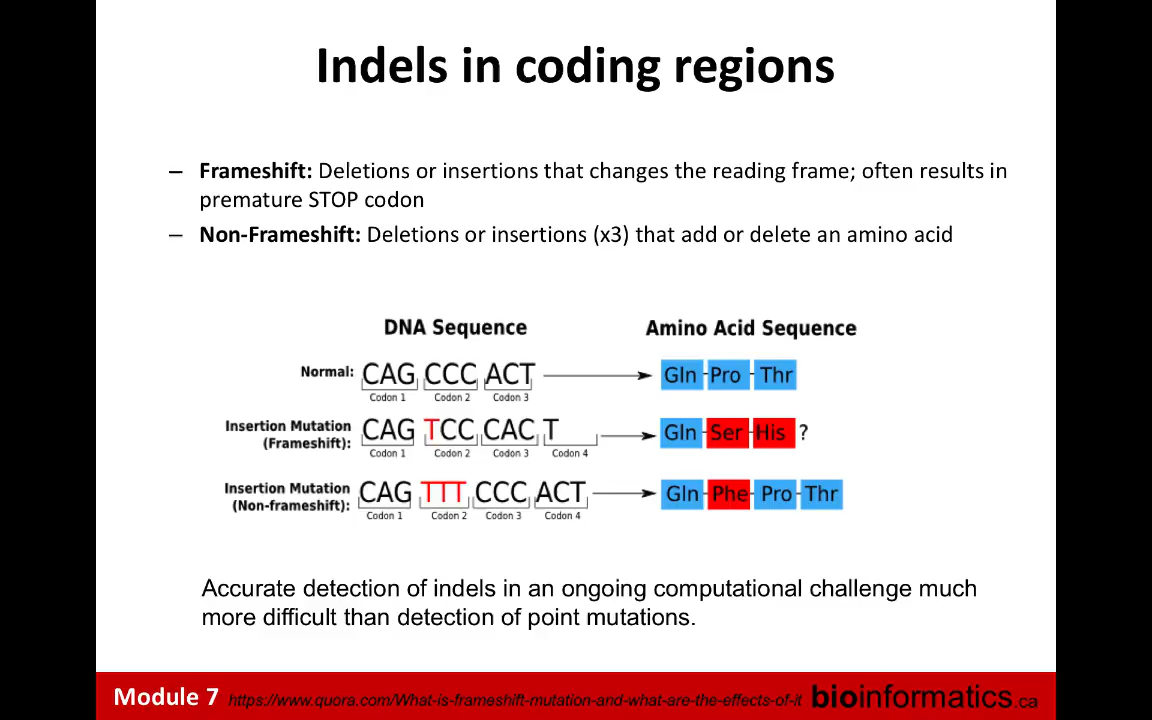 Indels in coding regions
– Frameshift: Deletions or insertions that changes the reading frame; often results in
premature STOP codon
– Non-Frameshift: Deletions or insertions (x3) that add or delete an amino acid
DNA Sequence Amino Acid Sequence
Normal: CAG CCC ACT Gln Pro Thr
Codon 1 Codon 2 Codon 3
Insertion Mutation
(Frameshift): CAG TCC CAC T Gln Ser His ?
Codon 1 Codon 2 Codon 3 Codon 4
Insertion Mutation
(Non-frameshift): CAG TTT CCC ACT Gln Phe Pro Thr
Codon 1 Codon 2 Codon 3 Codon 4
Accurate detection of indels in an ongoing computational challenge much
more difficult than detection of point mutations.
Module 7 https://www.quora.com/What-is-frameshift-mutation-and-what-are-the-effects-of-it bioinformatics.ca